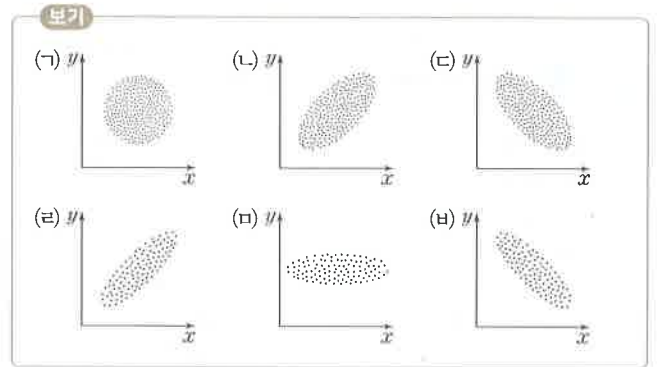 보기
(ㄱ) y (ㄴ) y (ㄷ) y
x x x
(ㄹ) y (ㅁ) y (ㅂ) y
x x x